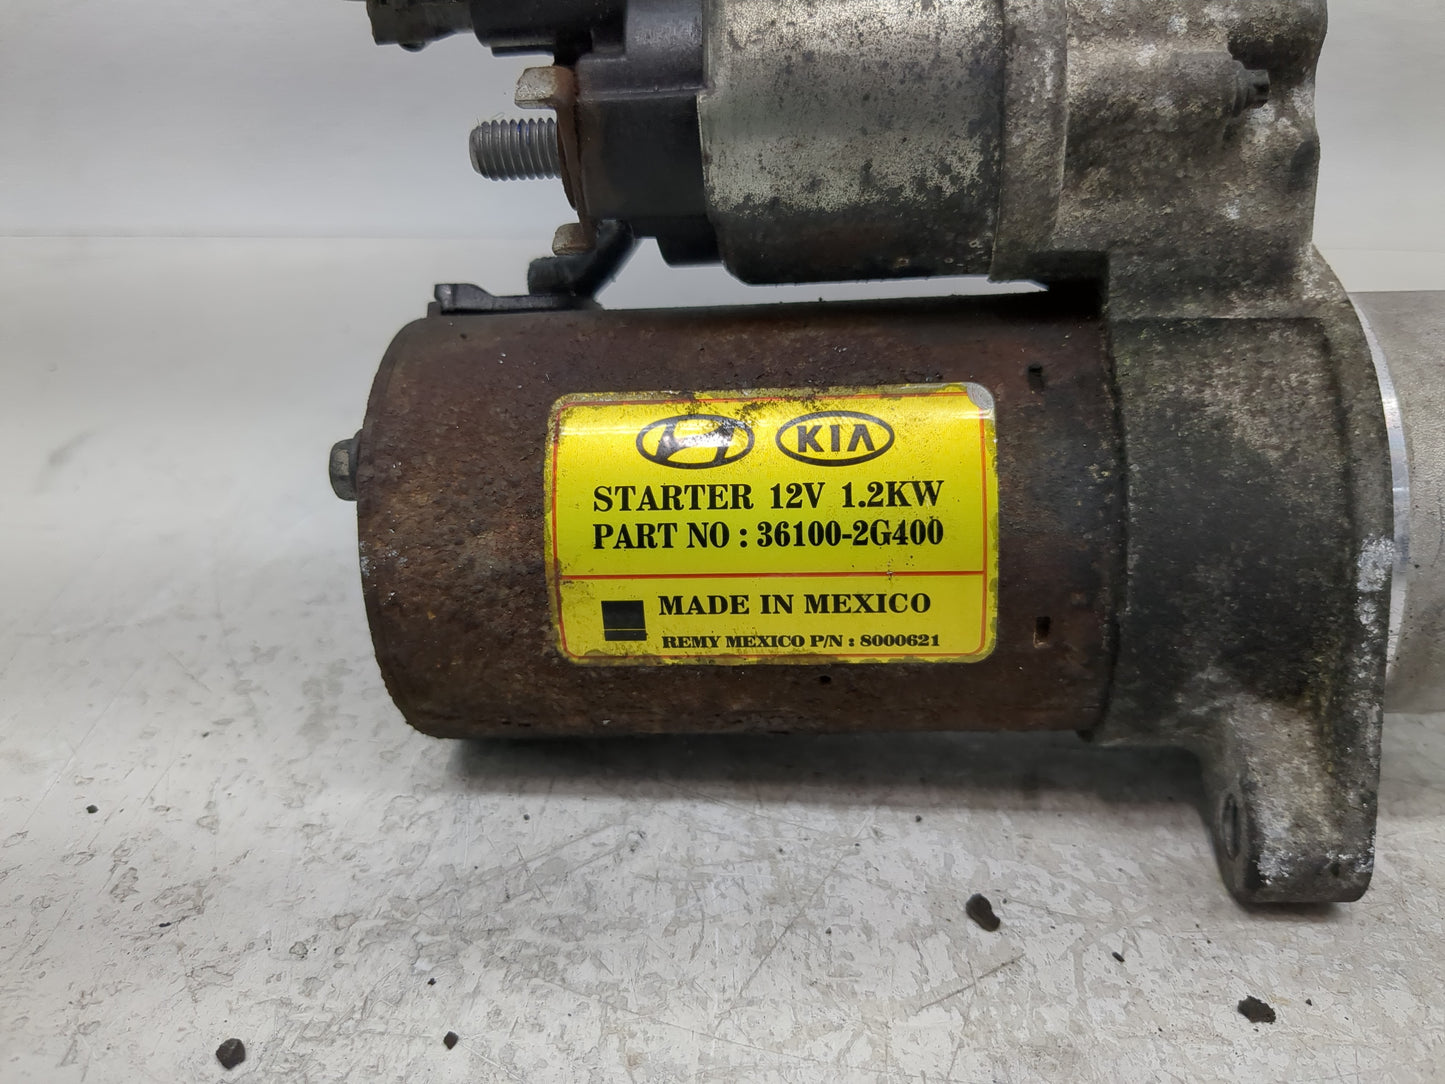 KIA
STARTER 12V 1.2KW
PART NO : 36100-2G400
MADE IN MEXICO
REMY MEXICO P/N : 8000621